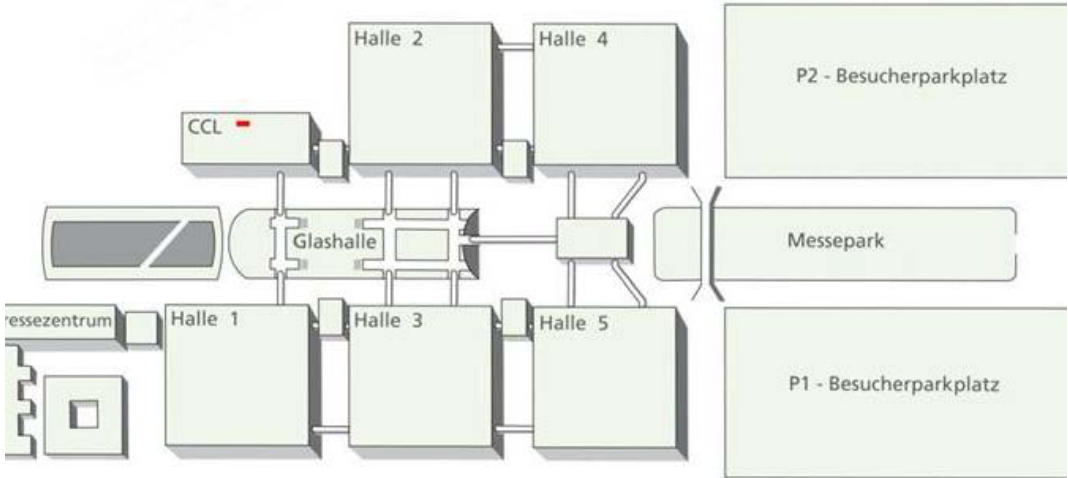 Halle 2
Halle 4
P2 - Besucherparkplatz
CCL
Glashalle
Messepark
ressezentrum
Halle 1
Halle 3
Halle 5
P1 - Besucherparkplatz